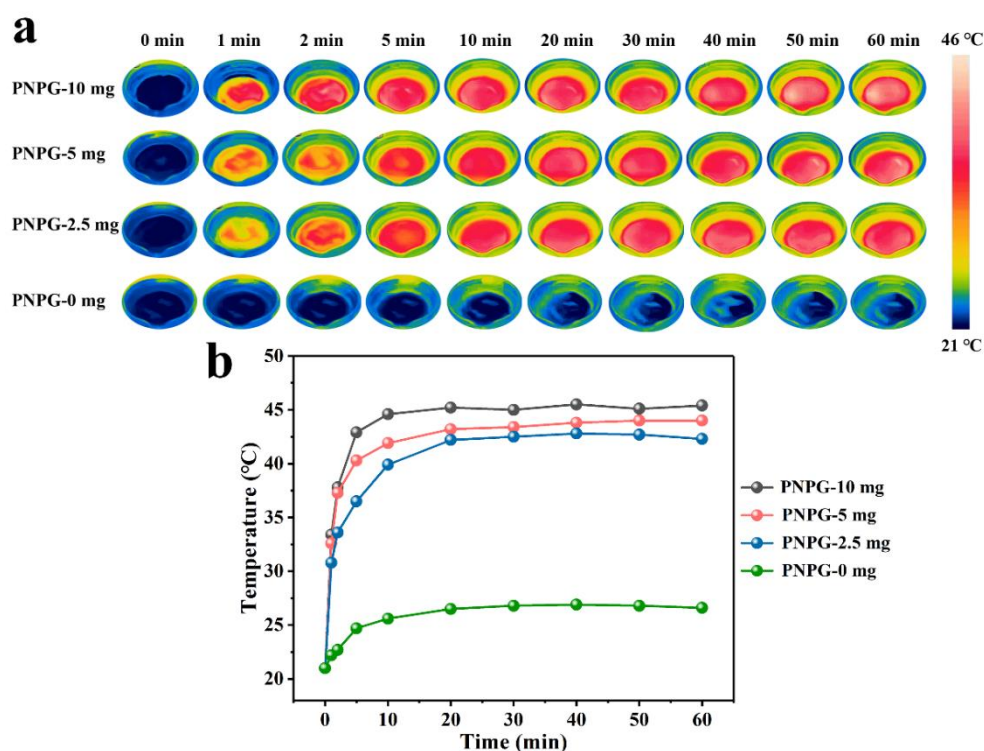 a
0 min 1 min 2 min 5 min 10 min 20 min 30 min 40 min 50 min 60 min
46 ℃
PNPG-10 mg
PNPG-5 mg
PNPG-2.5 mg
PNPG-0 mg
21 ℃
b
50
45
40
35
30
25
20
Temperature (℃)
0 10 20 30 40 50 60
Time (min)
PNPG-10 mg
PNPG-5 mg
PNPG-2.5 mg
PNPG-0 mg